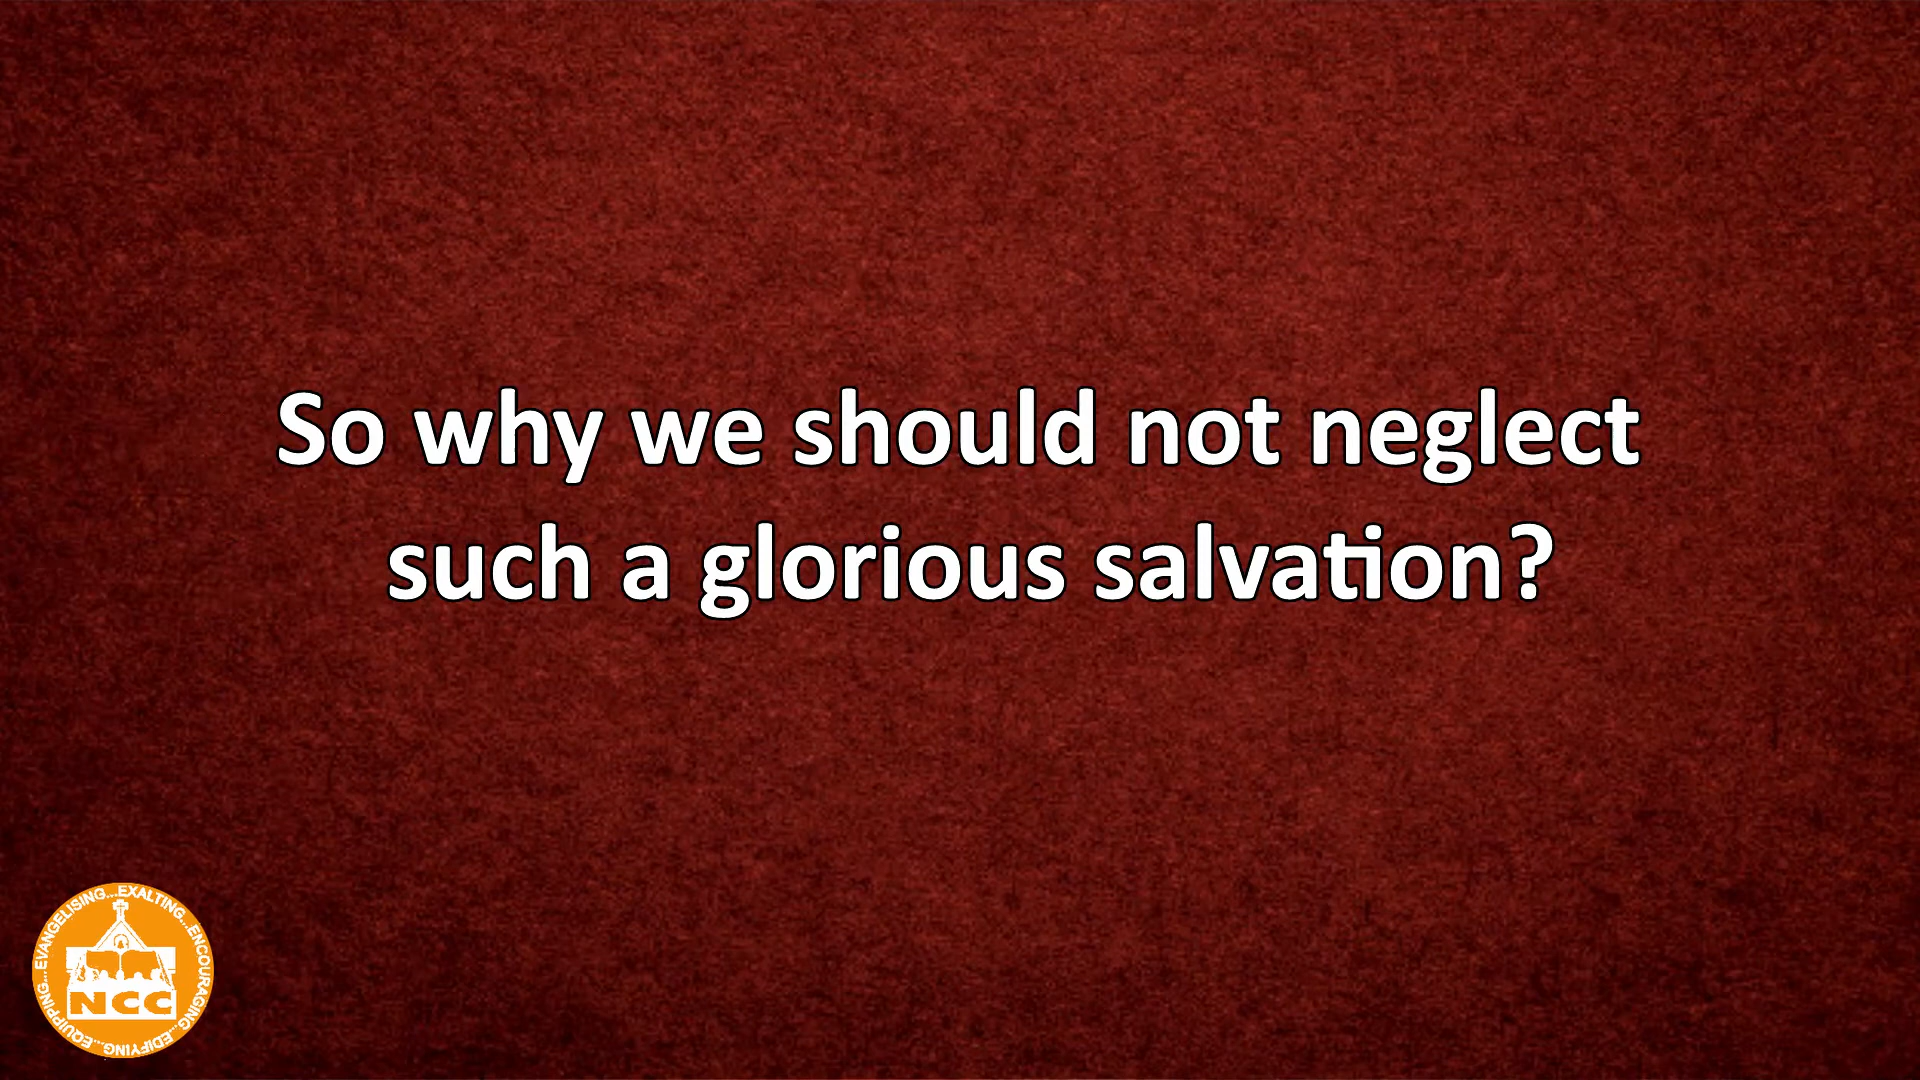 So why we should not neglect
such a glorious salvation?
EVANGELISING...EXALTING...ENCOURAGING...EDIFYING...EQUIPPING...
NCC